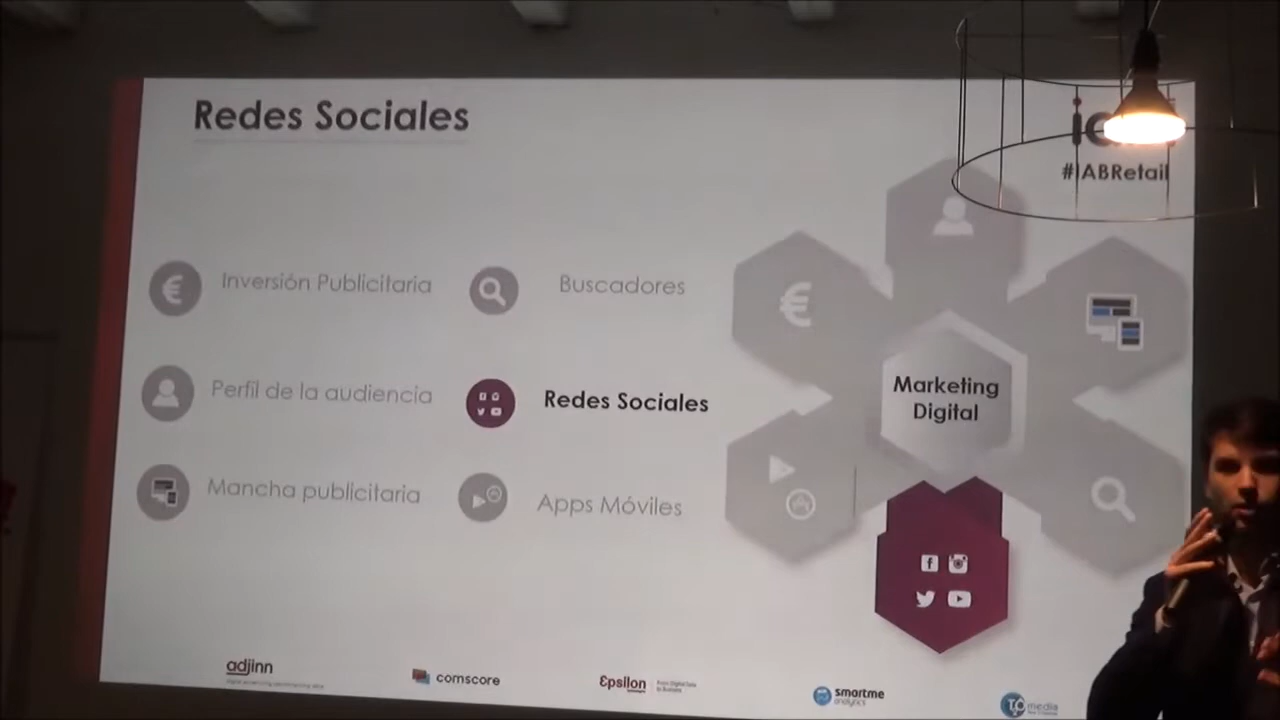 Redes Sociales
#IABRetail
Inversión Publicitaria
Buscadores
Perfil de la audiencia
Redes Sociales
Mancha publicitaria
Apps Móviles
Marketing
Digital
adjinn
comscore
Epsilon
smartme
analytics
media